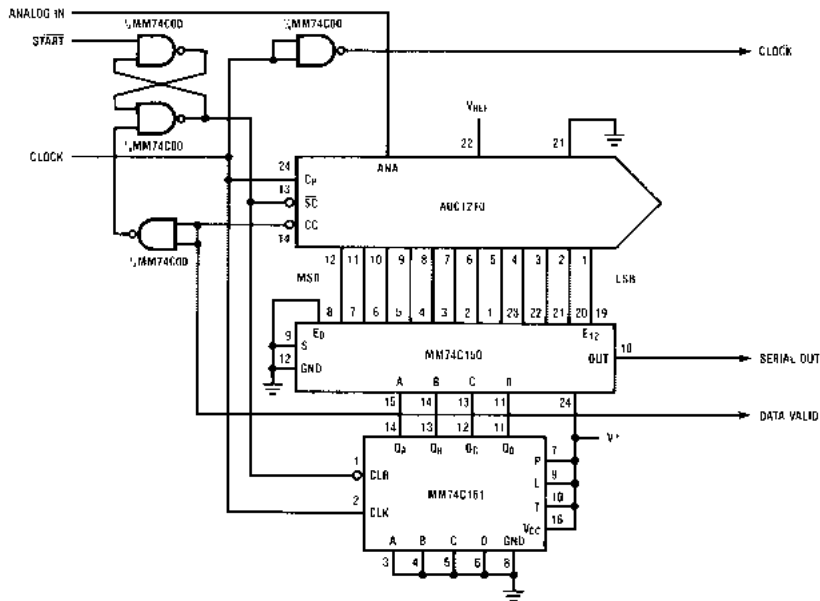 ANALOG IN
¼MM74C00
¼MM74C00
START
CLOCK
VREF
22
21
¼MM74C00
CLOCK
24
CP
ANA
13
SC
ADC1210
CC
14
¼MM74C00
12 11 10 9 8 7 6 5 4 3 2 1
MSB
LSB
8 7 6 5 4 3 2 1 23 22 21 20 19
E0
E12
9
S
12
GND
MM74C150
OUT
10
SERIAL OUT
A B C D
15 14 13 11 24
DATA VALID
14 13 12 11
QA QB QC QD
V+
1
CLR
P
7
L
9
MM74C161
2
CLK
T
10
VCC
16
A B C D GND
3 4 5 6 8